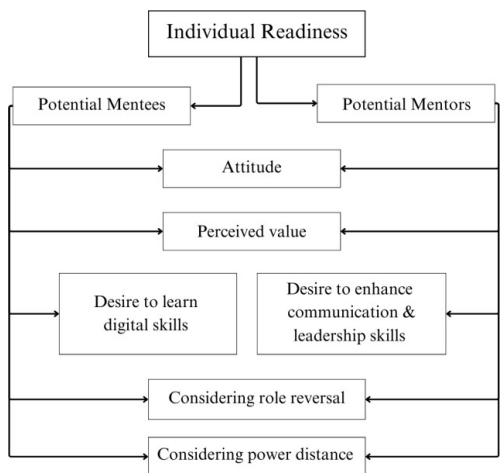 Individual Readiness
Potential Mentees
Potential Mentors
Attitude
Perceived value
Desire to learn
digital skills
Desire to enhance
communication &
leadership skills
Considering role reversal
Considering power distance